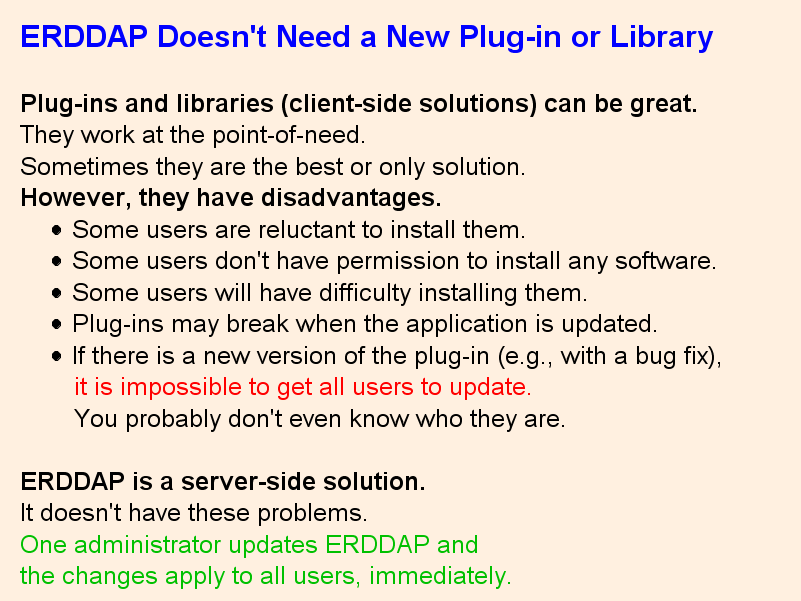 ERDDAP Doesn't Need a New Plug-in or Library
Plug-ins and libraries (client-side solutions) can be great.
They work at the point-of-need.
Sometimes they are the best or only solution.
However, they have disadvantages.
• Some users are reluctant to install them.
• Some users don't have permission to install any software.
• Some users will have difficulty installing them.
• Plug-ins may break when the application is updated.
• If there is a new version of the plug-in (e.g., with a bug fix),
it is impossible to get all users to update.
You probably don't even know who they are.
ERDDAP is a server-side solution.
It doesn't have these problems.
One administrator updates ERDDAP and
the changes apply to all users, immediately.